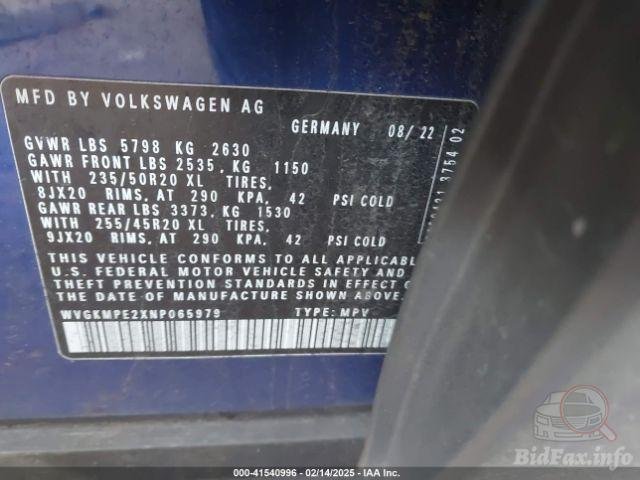 MFD BY VOLKSWAGEN AG
GERMANY 08/22
GVWR LBS 5798 KG 2630
GAWR FRONT LBS 2535, KG 1150
WITH 235/50R20 XL TIRES,
8JX20 RIMS, AT 290 KPA, 42 PSI COLD
GAWR REAR LBS 3373, KG 1530
WITH 255/45R20 XL TIRES,
9JX20 RIMS, AT 290 KPA, 42 PSI COLD
THIS VEHICLE CONFORMS TO ALL APPLICABLE
U.S. FEDERAL MOTOR VEHICLE SAFETY AND
THEFT PREVENTION STANDARDS IN EFFECT
DATE OF MANUFACTURE SHOWN
WVGKMPE2XNP065979 TYPE: MPV
3754 02
BidFax.info
000-41540996 - 02/14/2025 - IAA Inc.